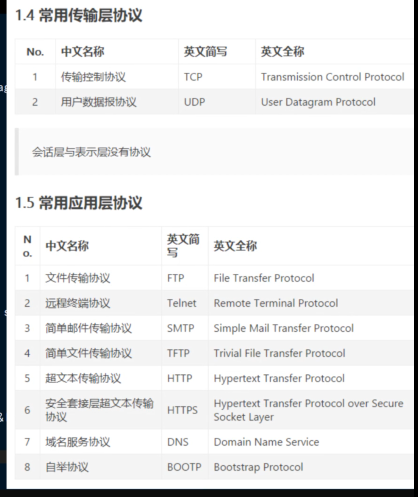 1.4 常用传输层协议
No. 中文名称 英文简写 英文全称
1 传输控制协议 TCP Transmission Control Protocol
2 用户数据报协议 UDP User Datagram Protocol
会话层与表示层没有协议
1.5 常用应用层协议
N
o. 中文名称 英文简
写 英文全称
1 文件传输协议 FTP File Transfer Protocol
2 远程终端协议 Telnet Remote Terminal Protocol
3 简单邮件传输协议 SMTP Simple Mail Transfer Protocol
4 简单文件传输协议 TFTP Trivial File Transfer Protocol
5 超文本传输协议 HTTP Hypertext Transfer Protocol
6 安全套接层超文本传输
协议 HTTPS Hypertext Transfer Protocol over Secure
Socket Layer
7 域名服务协议 DNS Domain Name Service
8 自举协议 BOOTP Bootstrap Protocol